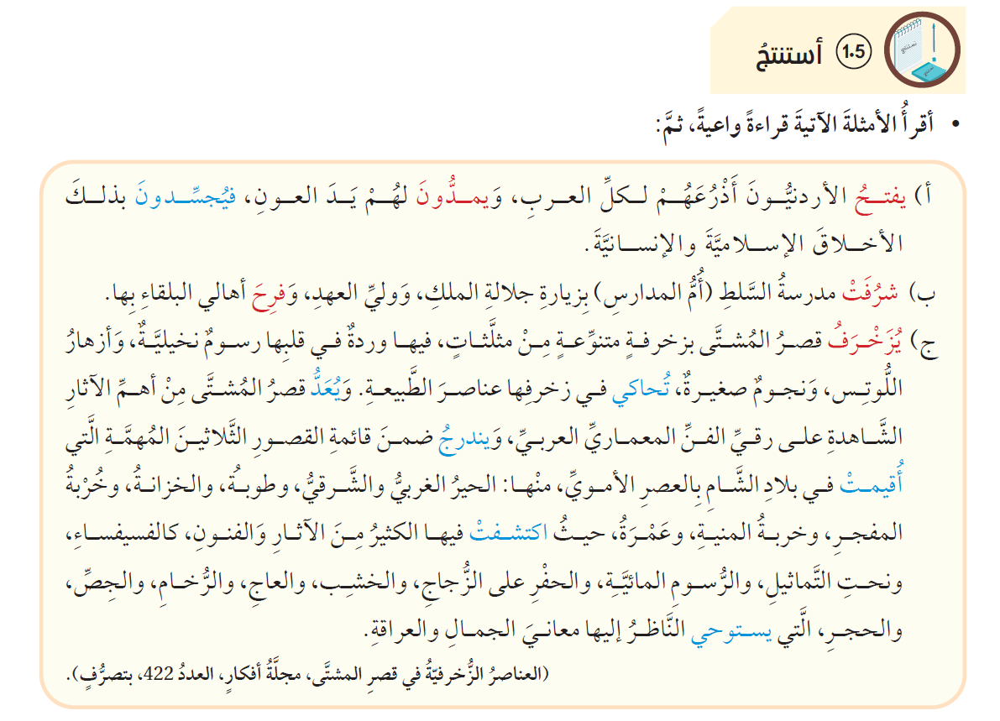 1.5 أستنتجُ
• أقرأُ الأمثلةَ الآتيةَ قراءةً واعيةً، ثمَّ:
أ) يفتحُ الأردنيُّونَ أَذْرُعَهُمْ لكلِّ العربِ، وَيمدُّونَ لهُمْ يَدَ العونِ، فيُجسِّدونَ بذلكَ
الأخلاقَ الإسلاميَّةَ والإنسانيَّةَ.
ب) شرُفَتْ مدرسةُ السَّلطِ (أُمُّ المدارسِ) بِزيارةِ جلالةِ الملكِ، وَوليِّ العهدِ، وَفرِحَ أهالي البلقاءِ بِها.
ج) يُزَخْرَفُ قصرُ المُشتَّى بزخرفةٍ متنوِّعةٍ مِنْ مثلَّثاتٍ، فيها وردةٌ في قلبِها رسومٌ نخيليَّةٌ، وَأزهارُ
اللُّوتسِ، وَنجومٌ صغيرةٌ، تُحاكي في زخرفِها عناصرَ الطَّبيعةِ. وَيُعَدُّ قصرُ المُشتَّى مِنْ أهمِّ الآثارِ
الشَّاهدةِ على رقيِّ الفنِّ المعماريِّ العربيِّ، وَيندرجُ ضمنَ قائمةِ القصورِ الثَّلاثينَ المُهمَّةِ الَّتي
أُقيمتْ في بلادِ الشَّامِ بِالعصرِ الأمويِّ، منْها: الحيرُ الغربيُّ والشَّرقيُّ، وطوبةُ، والخزانةُ، وخُرْبةُ
المفجرِ، وخربةُ المنيةِ، وعَمْرَةُ، حيثُ اكتشفتْ فيها الكثيرُ مِنَ الآثارِ وَالفنونِ، كالفسيفساءِ،
ونحتِ التَّماثيلِ، والرُّسومِ المائيَّةِ، والحفْرِ على الزُّجاجِ، والخشبِ، والعاجِ، والرُّخامِ، والجِصِّ،
والحجرِ، الَّتي يستوحي النَّاظرُ إليها معانيَ الجمالِ والعراقةِ.
(العناصرُ الزُّخرفيّةُ في قصرِ المشتَّى، مجلَّةُ أفكارٍ، العددُ 422، بتصرُّفٍ).